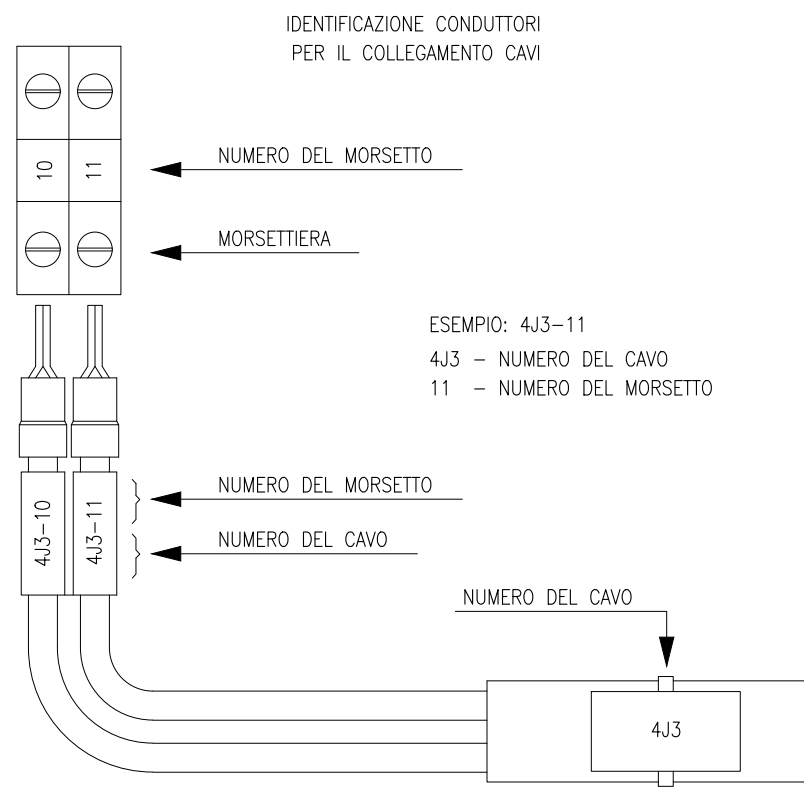 IDENTIFICAZIONE CONDUTTORI
PER IL COLLEGAMENTO CAVI
10
11
NUMERO DEL MORSETTO
MORSETTIERA
ESEMPIO: 4J3-11
4J3 - NUMERO DEL CAVO
11 - NUMERO DEL MORSETTO
4J3-10
4J3-11
NUMERO DEL MORSETTO
NUMERO DEL CAVO
NUMERO DEL CAVO
4J3